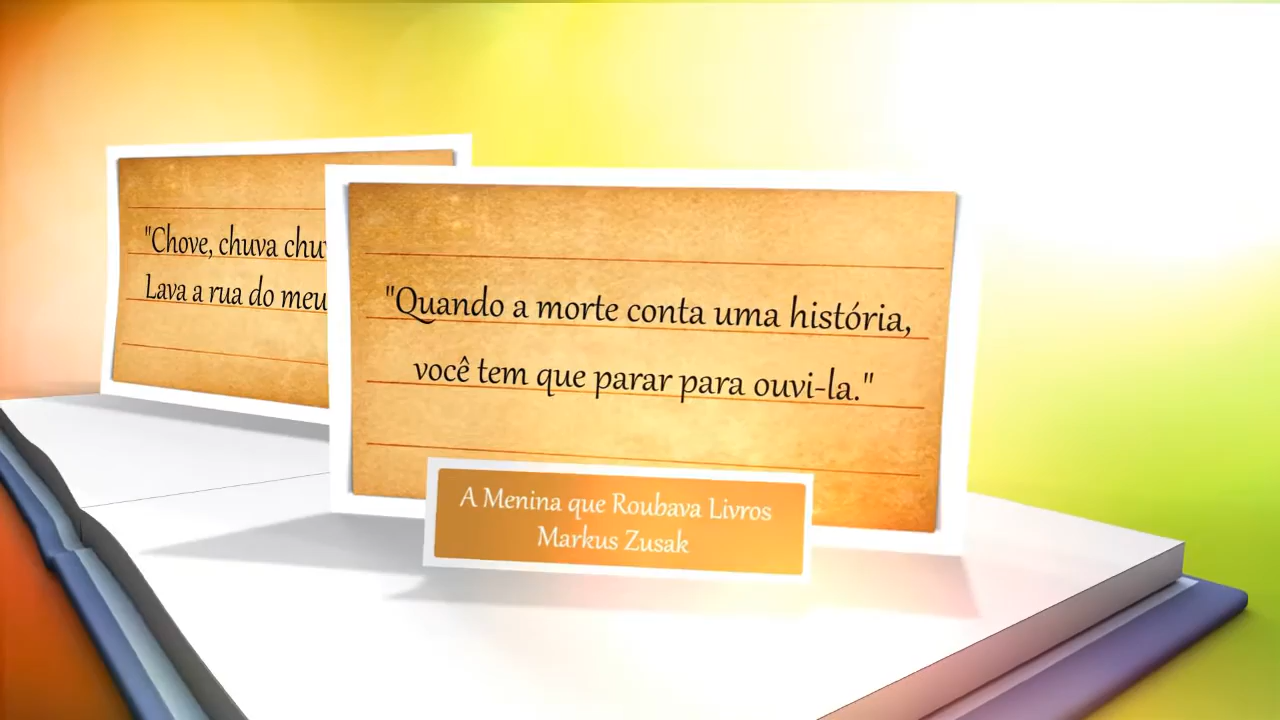 "Chove, chuva
Lava a rua do meu
"Quando a morte conta uma história,
você tem que parar para ouvi-la."
A Menina que Roubava Livros
Markus Zusak